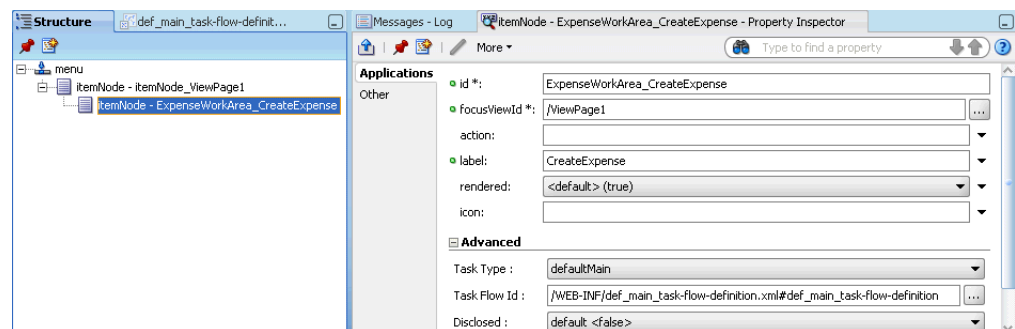 Structure
def_main_task-flow-definit...
Messages - Log
itemNode - ExpenseWorkArea_CreateExpense - Property Inspector
More
Type to find a property
menu
itemNode - itemNode_ViewPage1
itemNode - ExpenseWorkArea_CreateExpense
Applications
Other
id *:
ExpenseWorkArea_CreateExpense
focusViewId *:
/ViewPage1
...
action:
label:
CreateExpense
rendered:
<default> (true)
icon:
Advanced
Task Type :
defaultMain
Task Flow Id :
/WEB-INF/def_main_task-flow-definition.xml#def_main_task-flow-definition
...
Disclosed :
default <false>